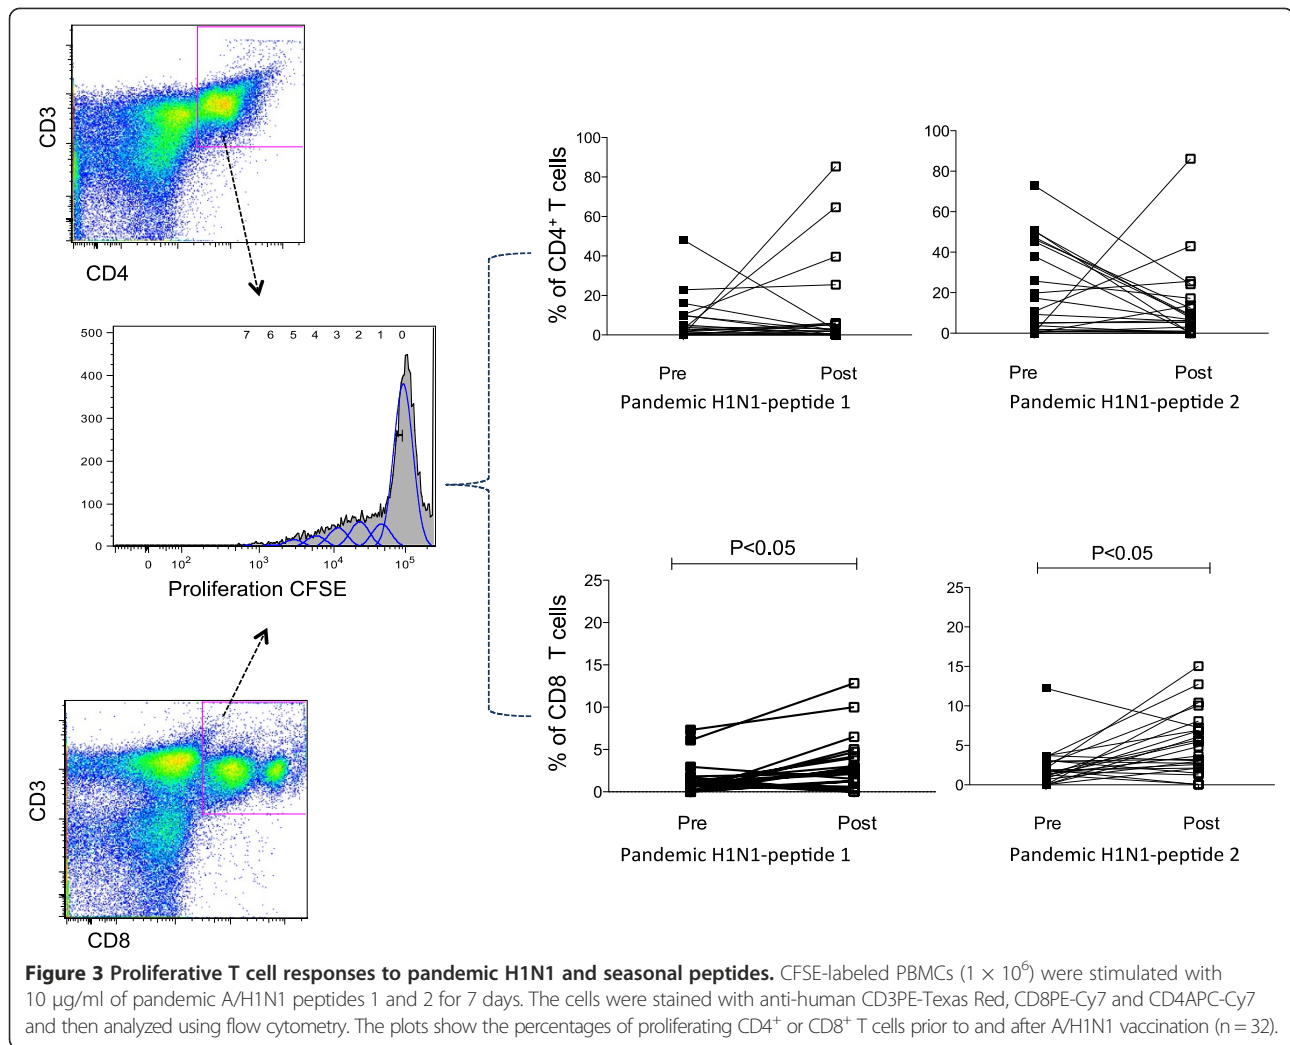 CD3
CD4
500
400
300
200
100
0
7 6 5 4 3 2 1 0
0 10² 10³ 10⁴ 10⁵
Proliferation CFSE
CD3
CD8
% of CD4⁺ T cells
100
80
60
40
20
0
Pre Post
Pandemic H1N1-peptide 1
100
80
60
40
20
0
Pre Post
Pandemic H1N1-peptide 2
P<0.05
% of CD8 T cells
25
20
15
10
5
0
Pre Post
Pandemic H1N1-peptide 1
P<0.05
25
20
15
10
5
0
Pre Post
Pandemic H1N1-peptide 2
Figure 3 Proliferative T cell responses to pandemic H1N1 and seasonal peptides. CFSE-labeled PBMCs (1 × 10⁶) were stimulated with
10 μg/ml of pandemic A/H1N1 peptides 1 and 2 for 7 days. The cells were stained with anti-human CD3PE-Texas Red, CD8PE-Cy7 and CD4APC-Cy7
and then analyzed using flow cytometry. The plots show the percentages of proliferating CD4⁺ or CD8⁺ T cells prior to and after A/H1N1 vaccination (n = 32).